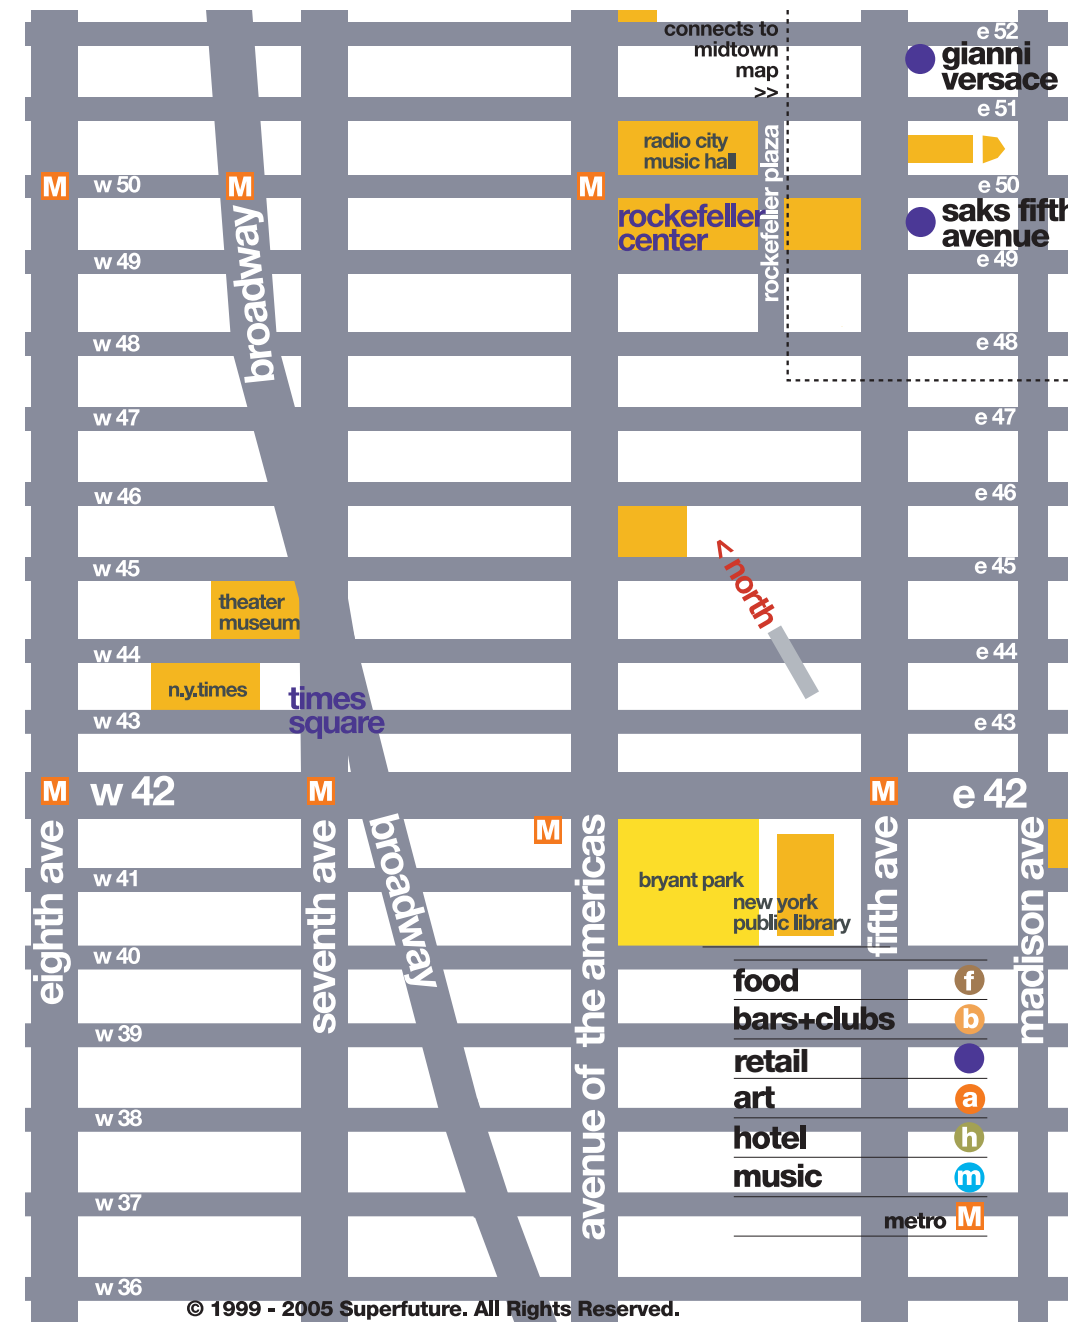 connects to
midtown
map
>>
e 52
gianni
versace
e 51
radio city
music hall
rockefeller plaza
M
w 50
M
M
e 50
rockefeller
center
saks fifth
avenue
broadway
w 49
e 49
w 48
e 48
w 47
e 47
w 46
e 46
w 45
e 45
< north
theater
museum
w 44
e 44
n.y.times
times
square
w 43
e 43
M
w 42
M
M
e 42
M
eighth ave
seventh ave
broadway
avenue of the americas
fifth ave
madison ave
w 41
bryant park
new york
public library
w 40
food f
w 39
bars+clubs b
retail
art a
w 38
hotel h
music m
w 37
metro M
w 36
© 1999 - 2005 Superfuture. All Rights Reserved.